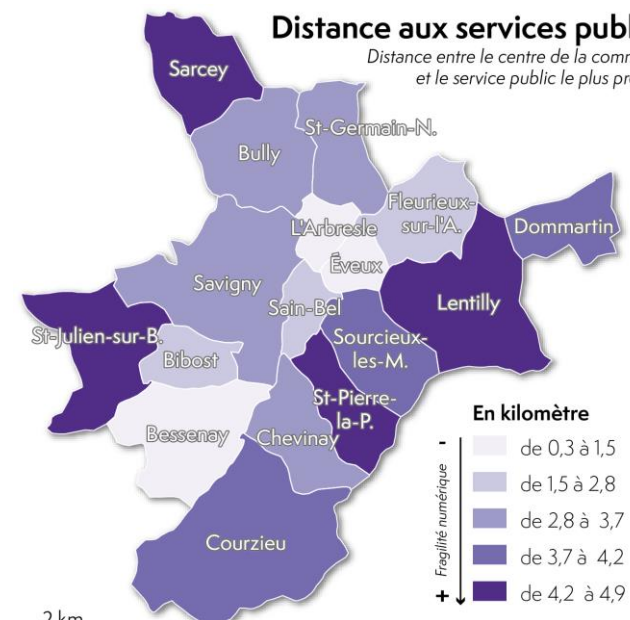 Distance aux services publ
Distance entre le centre de la comm
et le service public le plus pr
Sarcey
St-Germain-N.
Bully
Fleurieux-
sur-l'A.
L'Arbresle
Dommartin
Éveux
Savigny
Lentilly
Sain-Bel
St-Julien-sur-B.
Sourcieux-
les-M.
Bibost
St-Pierre-
la-P.
Bessenay
Chevinay
Courzieu
En kilomètre
-
Fragilité numérique
+
de 0,3 à 1,5
de 1,5 à 2,8
de 2,8 à 3,7
de 3,7 à 4,2
de 4,2 à 4,9
2 km